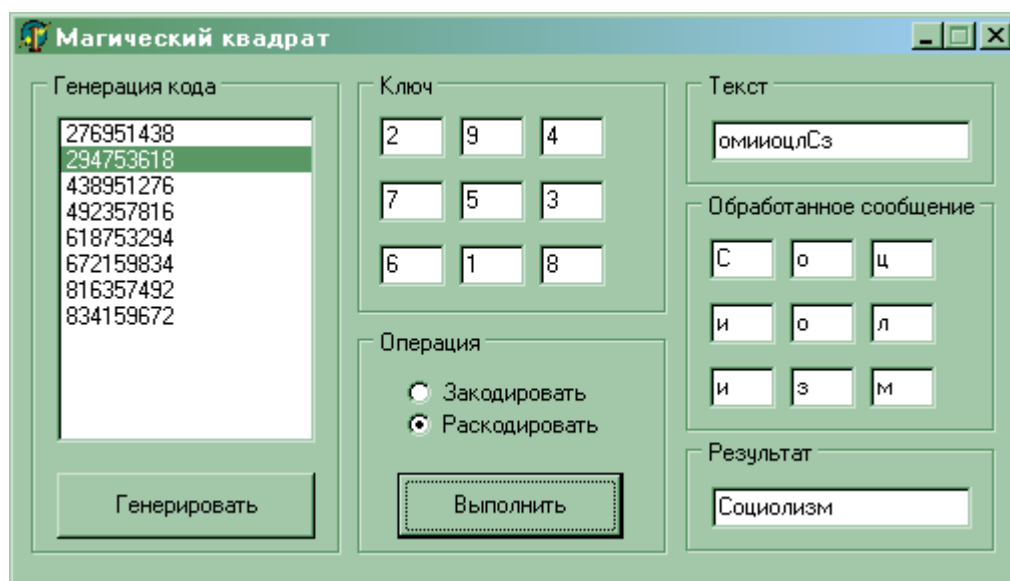 Магический квадрат
Генерация кода
276951438
294753618
438951276
492357816
618753294
672159834
816357492
834159672
Генерировать
Ключ
2 9 4
7 5 3
6 1 8
Операция
Закодировать
Раскодировать
Выполнить
Текст
омииоцлСз
Обработанное сообщение
С о ц
и о л
и з м
Результат
Социолизм